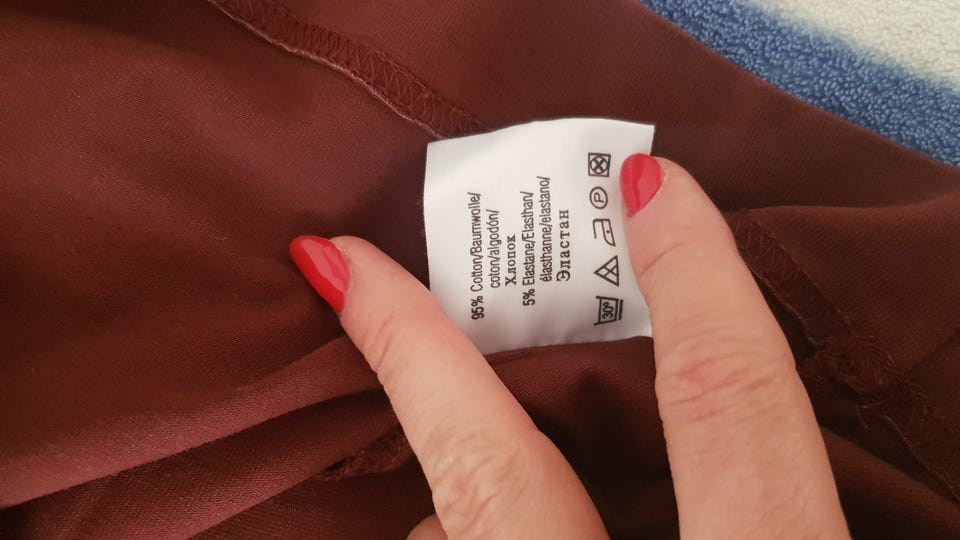 95% Cotton/Baumwolle/
coton/algodón/
Хлопок
5% Elastane/Elasthan/
élasthanne/elastano/
Эластан
30°
P